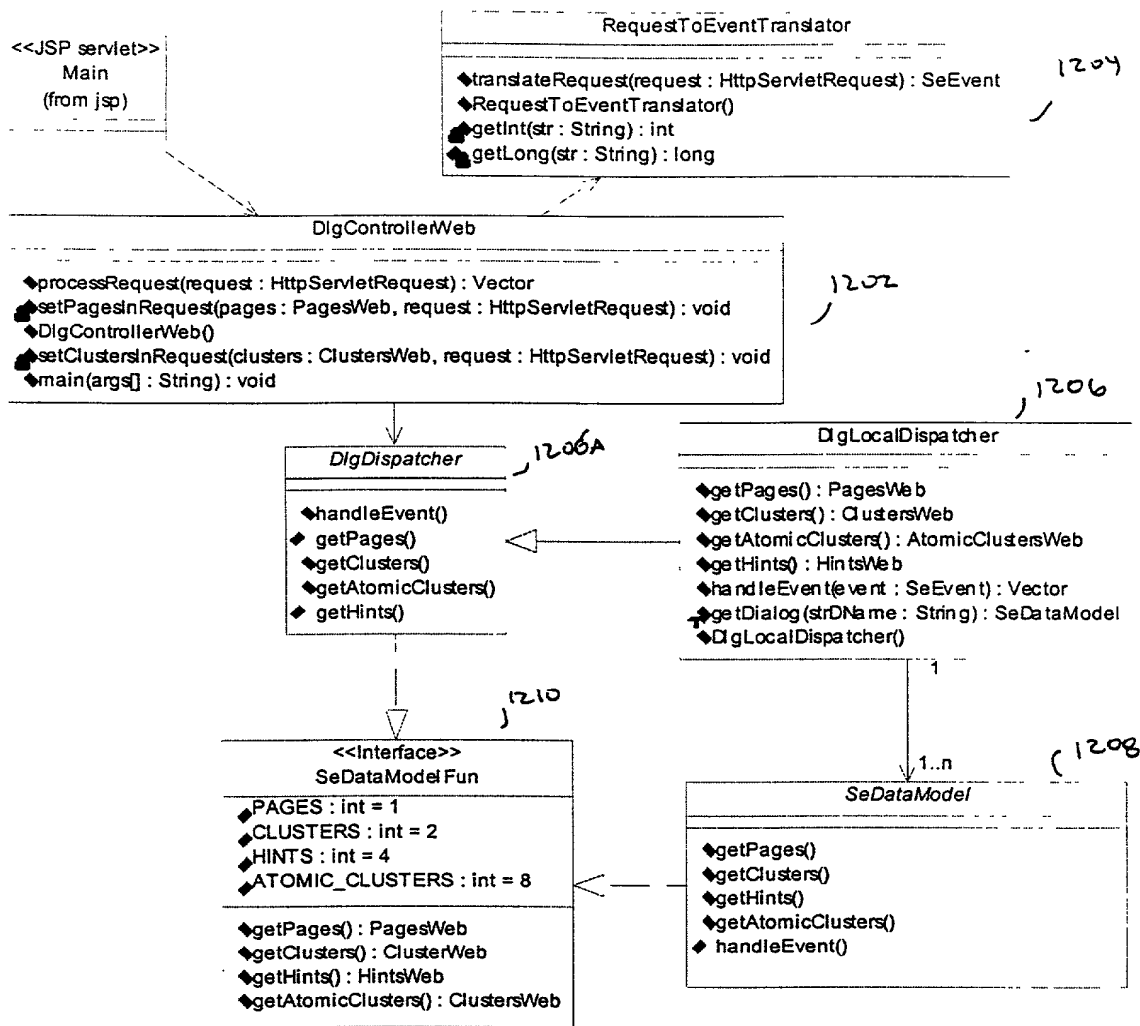 <<JSP servlet>>
Main
(from jsp)
RequestToEventTranslator
translateRequest(request : HttpServletRequest) : SeEvent
RequestToEventTranslator()
getInt(str : String) : int
getLong(str : String) : long
1204
DlgControllerWeb
processRequest(request : HttpServletRequest) : Vector
setPagesInRequest(pages : PagesWeb, request : HttpServletRequest) : void
DlgControllerWeb()
setClustersInRequest(clusters : ClustersWeb, request : HttpServletRequest) : void
main(args[] : String) : void
1202
DlgDispatcher
handleEvent()
getPages()
getClusters()
getAtomicClusters()
getHints()
1206A
DlgLocalDispatcher
getPages() : PagesWeb
getClusters() : ClustersWeb
getAtomicClusters() : AtomicClustersWeb
getHints() : HintsWeb
handleEvent(event : SeEvent) : Vector
getDialog(strDName : String) : SeDataModel
DlgLocalDispatcher()
1206
1
1..n
<<Interface>>
SeDataModelFun
PAGES : int = 1
CLUSTERS : int = 2
HINTS : int = 4
ATOMIC_CLUSTERS : int = 8
getPages() : PagesWeb
getClusters() : ClusterWeb
getHints() : HintsWeb
getAtomicClusters() : ClustersWeb
1210
SeDataModel
getPages()
getClusters()
getHints()
getAtomicClusters()
handleEvent()
1208